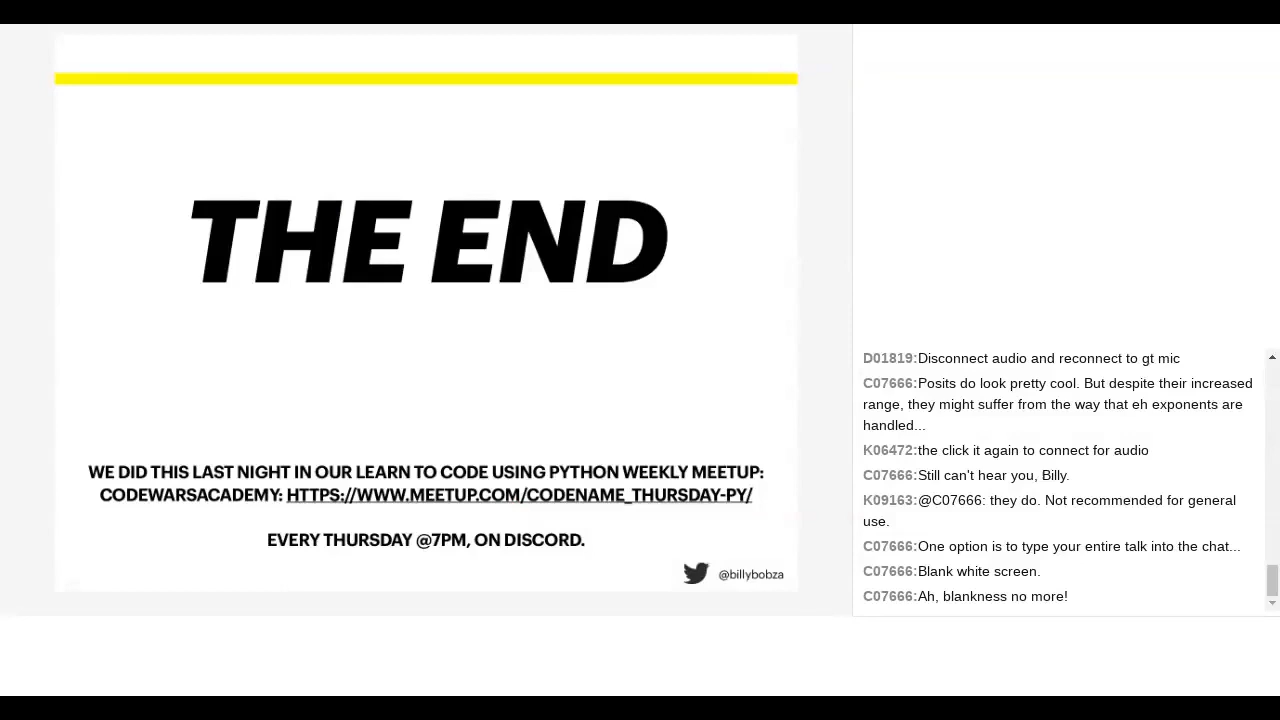 THE END
WE DID THIS LAST NIGHT IN OUR LEARN TO CODE USING PYTHON WEEKLY MEETUP:
CODEWARSACADEMY: HTTPS://WWW.MEETUP.COM/CODENAME_THURSDAY-PY/
EVERY THURSDAY @7PM, ON DISCORD.
@billybobza
D01819:Disconnect audio and reconnect to gt mic
C07666:Posits do look pretty cool. But despite their increased
range, they might suffer from the way that eh exponents are
handled...
K06472:the click it again to connect for audio
C07666:Still can't hear you, Billy.
K09163:@C07666: they do. Not recommended for general
use.
C07666:One option is to type your entire talk into the chat...
C07666:Blank white screen.
C07666:Ah, blankness no more!